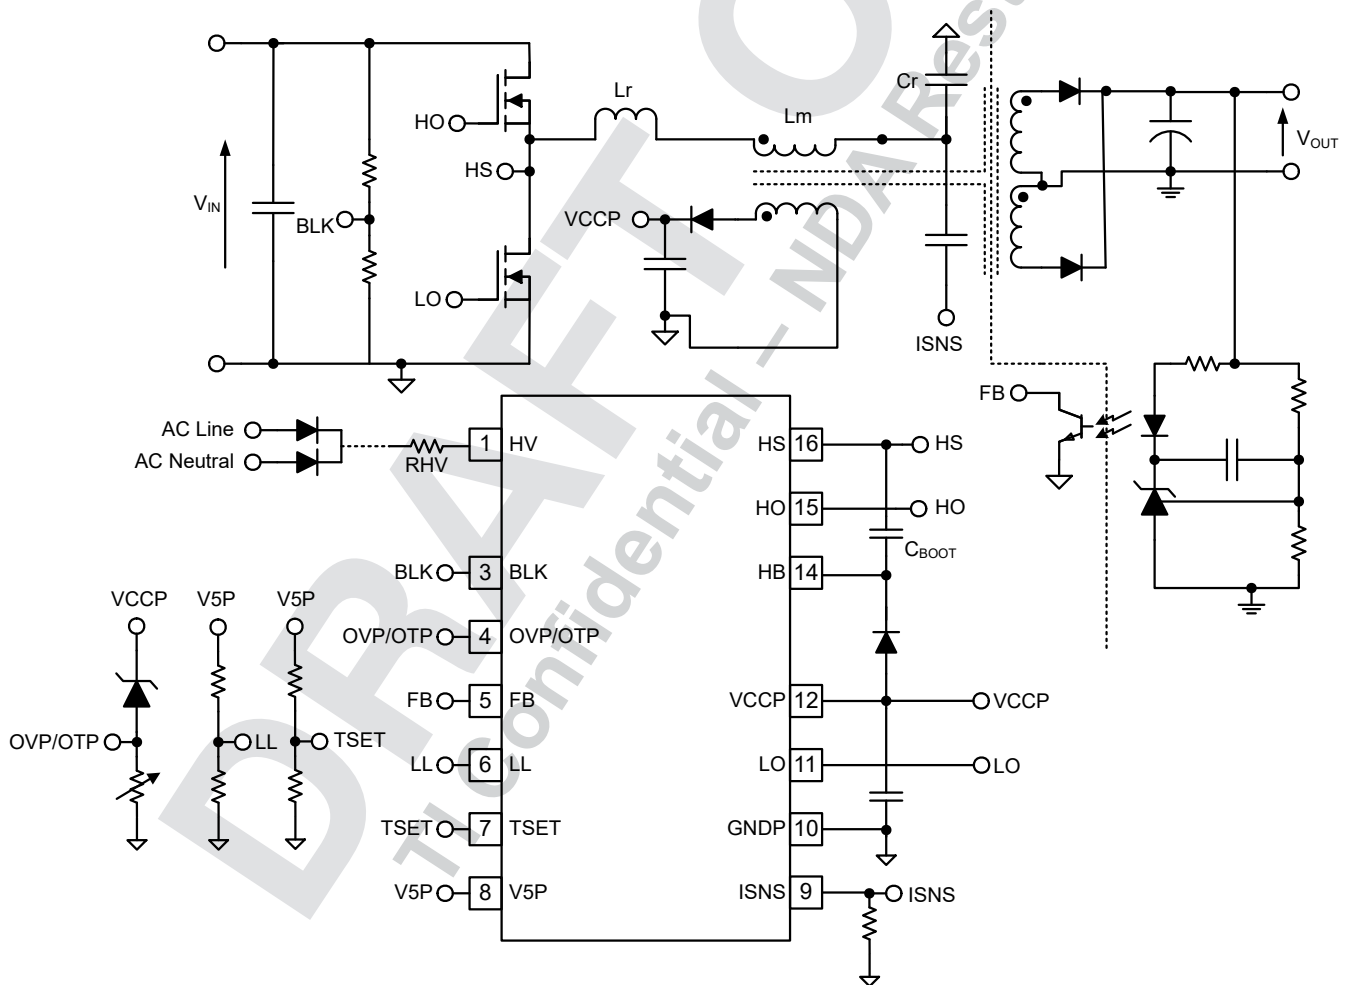 Lr
Cr
Lm
HO
HS
VIN
BLK
VCCP
LO
VOUT
ISNS
FB
AC Line
AC Neutral
RHV
1 HV
HS 16
HS
HO 15
HO
CBOOT
BLK 3 BLK
HB 14
VCCP V5P V5P
OVP/OTP 4 OVP/OTP
FB 5 FB
VCCP 12
VCCP
OVP/OTP LL TSET
LL 6 LL
LO 11
LO
TSET 7 TSET
GNDP 10
V5P 8 V5P
ISNS 9
ISNS
DRAFT O
TI Confidential – NDA Rest